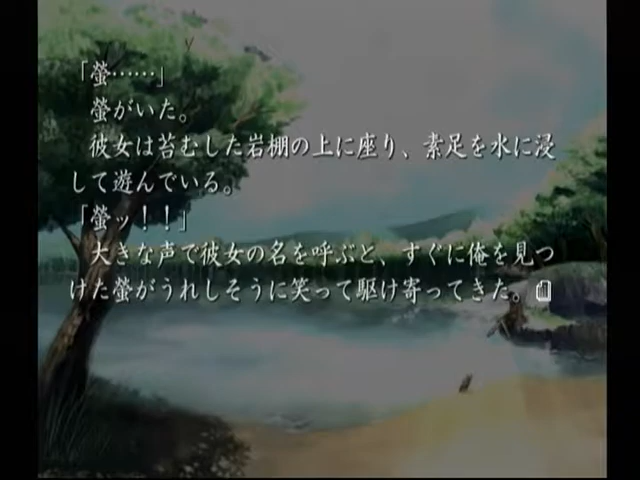 「螢……」
螢がいた。
彼女は苔むした岩棚の上に座り、素足を水に浸
して遊んでいる。
「螢ッ！！」
大きな声で彼女の名を呼ぶと、すぐに俺を見つ
けた螢がうれしそうに笑って駆け寄ってきた。